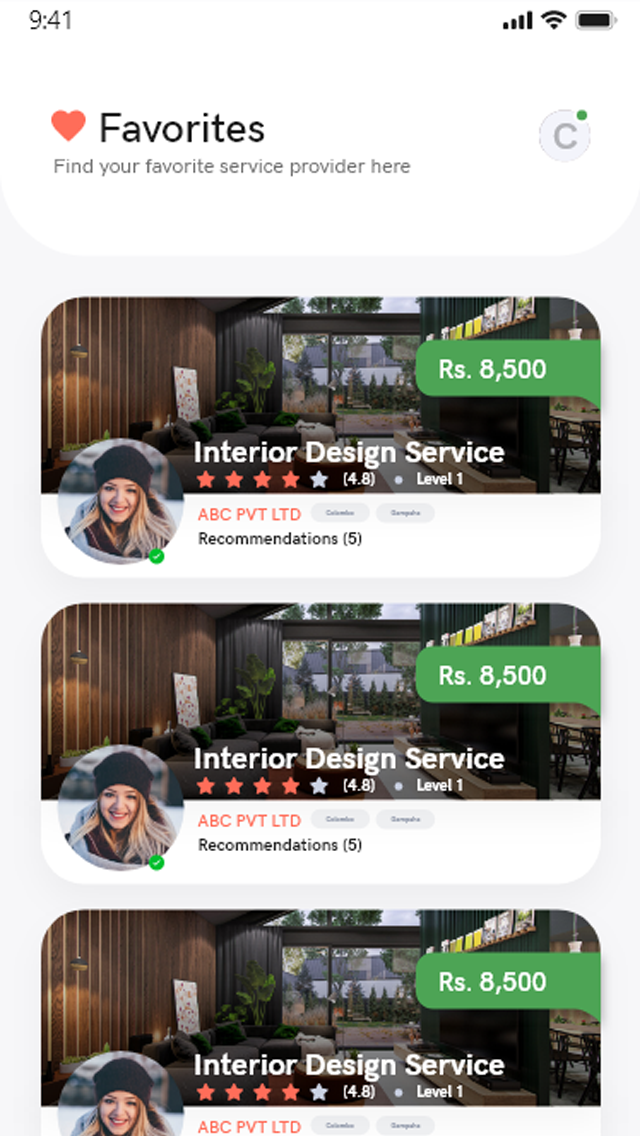 9:41
Favorites
C
Find your favorite service provider here
Rs. 8,500
Interior Design Service
(4.8) Level 1
ABC PVT LTD Colombo Gampaha
Recommendations (5)
Rs. 8,500
Interior Design Service
(4.8) Level 1
ABC PVT LTD Colombo Gampaha
Recommendations (5)
Rs. 8,500
Interior Design Service
(4.8) Level 1
ABC PVT LTD Colombo Gampaha